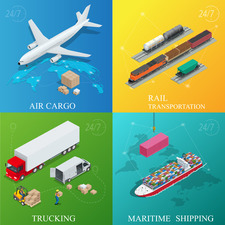 24/7
24/7
AIR CARGO
RAIL
TRANSPORTATION
24/7
24/7
TRUCKING
MARITIME SHIPPING